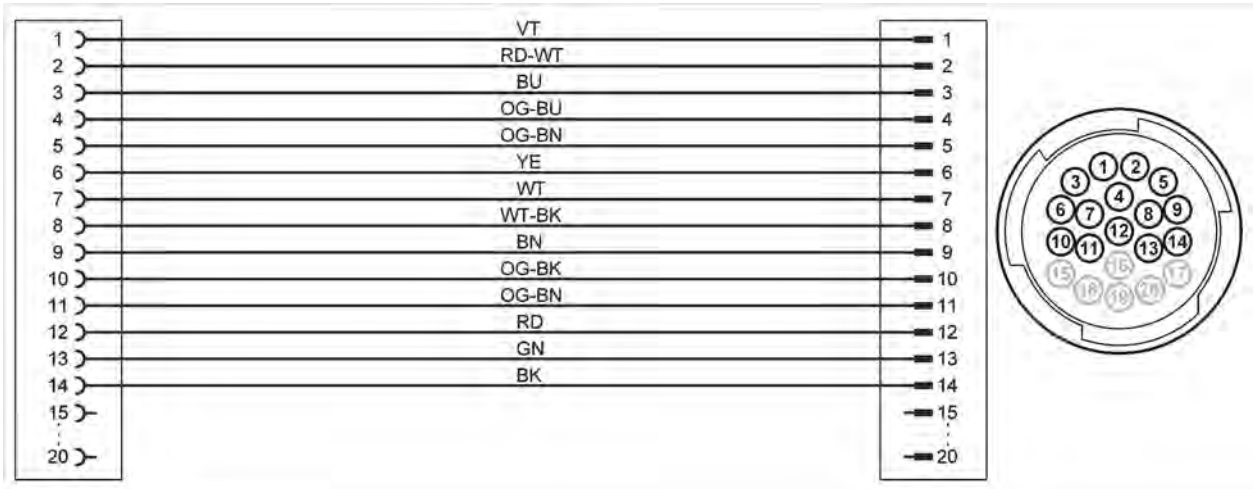 1 VT 1
2 RD-WT 2
3 BU 3
4 OG-BU 4
5 OG-BN 5
6 YE 6
7 WT 7
8 WT-BK 8
9 BN 9
10 OG-BK 10
11 OG-BN 11
12 RD 12
13 GN 13
14 BK 14
15 15
20 20
1 2
3 5
4
6 7 8 9
12
10 11 13 14
16
15 17
18 19 20